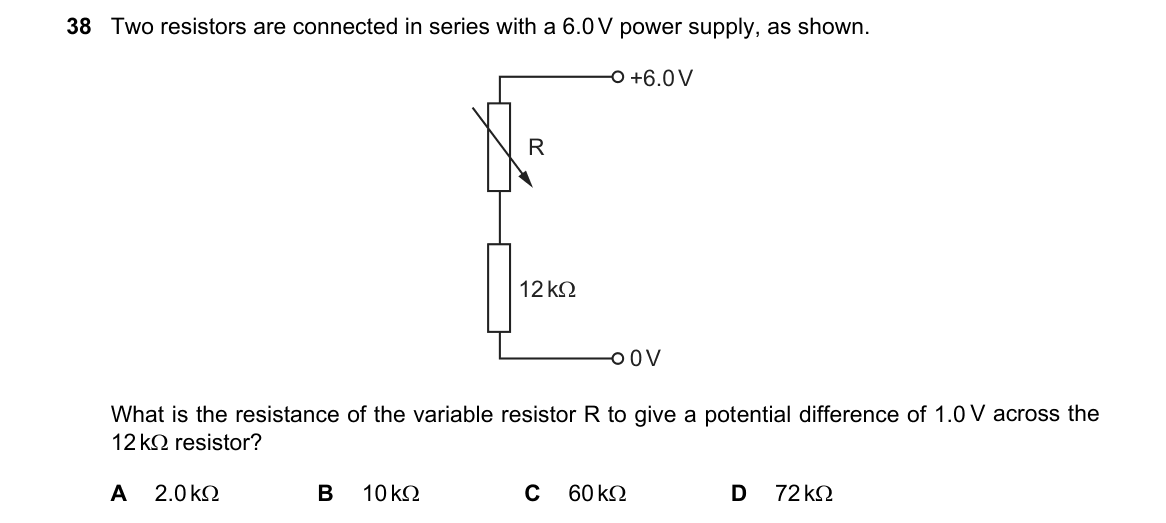 38 Two resistors are connected in series with a 6.0 V power supply, as shown.
+6.0 V
R
12 kΩ
0 V
What is the resistance of the variable resistor R to give a potential difference of 1.0 V across the
12 kΩ resistor?
A 2.0 kΩ B 10 kΩ C 60 kΩ D 72 kΩ